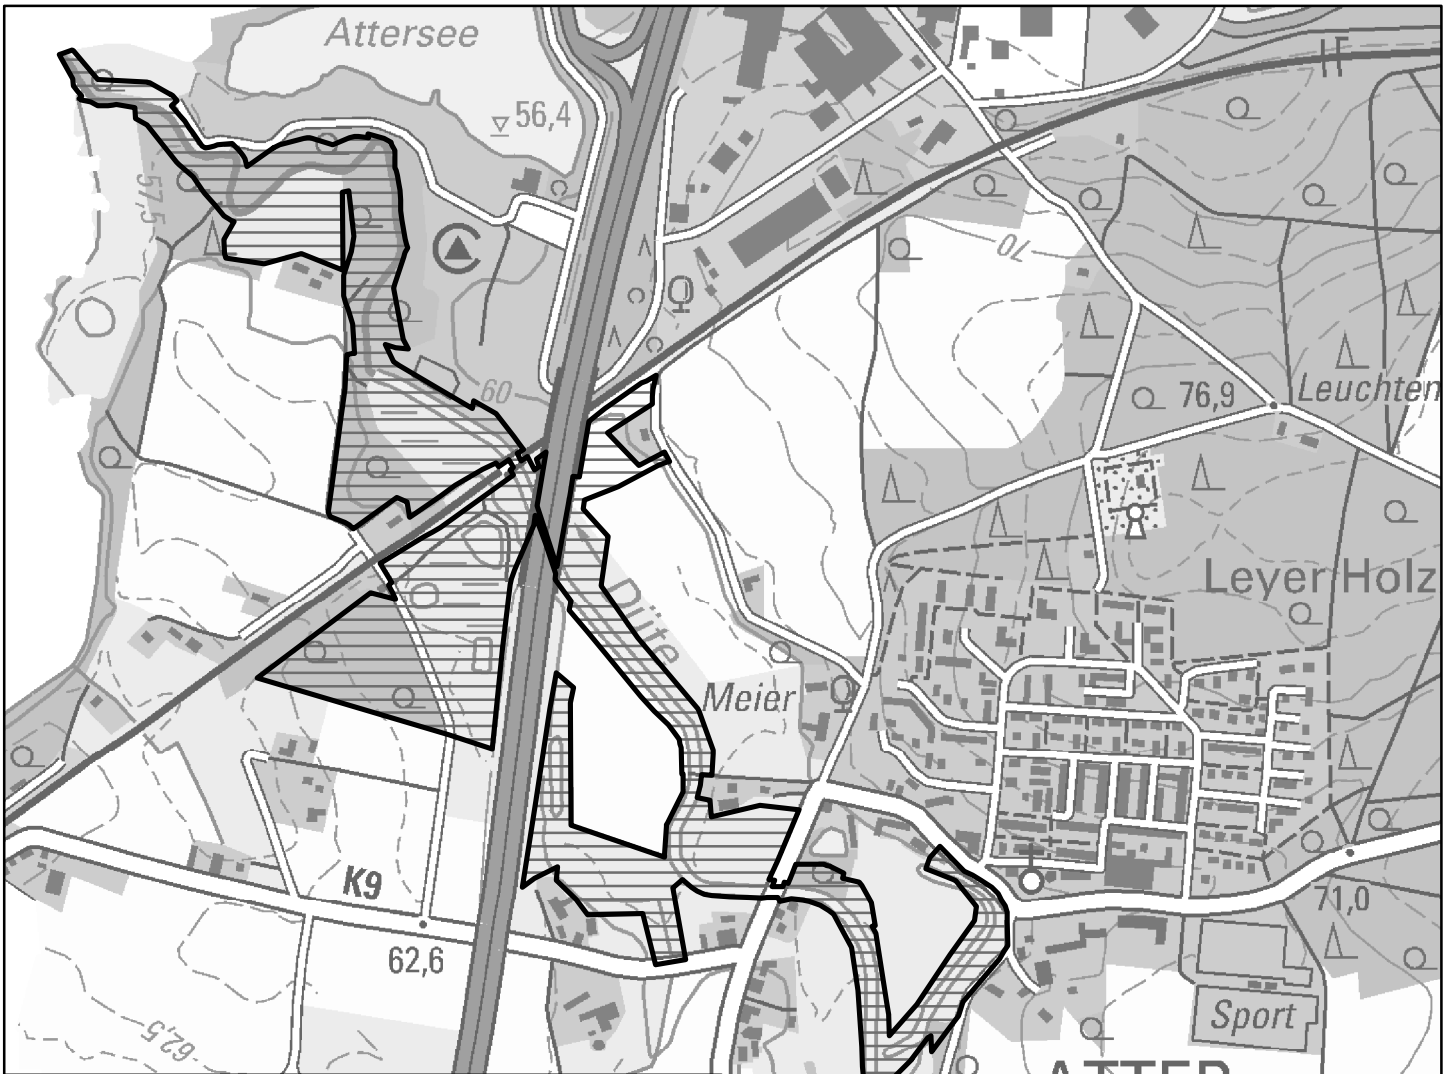 Attersee
56,4
57,5
70
60
76,9
Leuchten
Leyer Holz
Düte
Meier
K9
71,0
62,6
Sport
62,5
ATTER